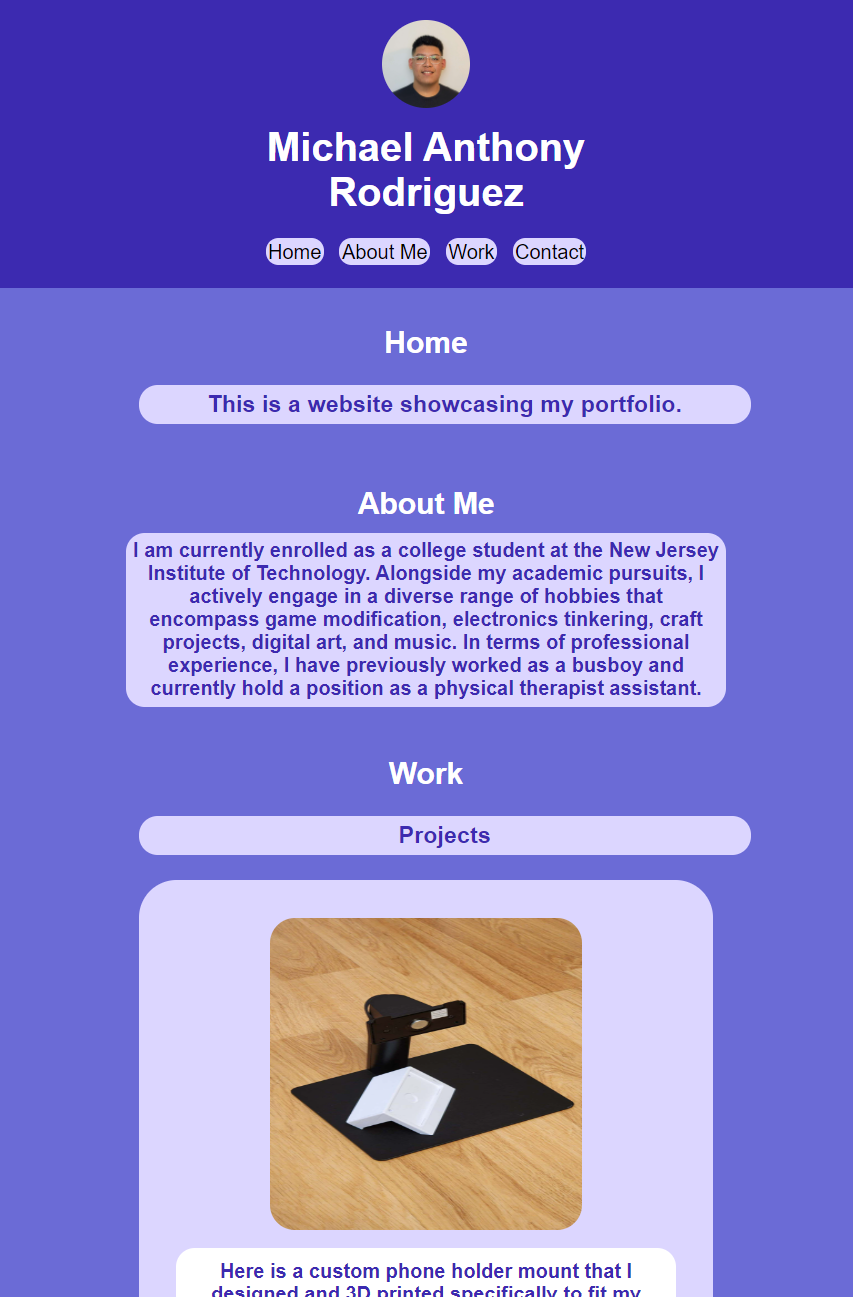 Michael Anthony
Rodriguez
Home About Me Work Contact
Home
This is a website showcasing my portfolio.
About Me
I am currently enrolled as a college student at the New Jersey
Institute of Technology. Alongside my academic pursuits, I
actively engage in a diverse range of hobbies that
encompass game modification, electronics tinkering, craft
projects, digital art, and music. In terms of professional
experience, I have previously worked as a busboy and
currently hold a position as a physical therapist assistant.
Work
Projects
Here is a custom phone holder mount that I
designed and 3D printed specifically to fit my